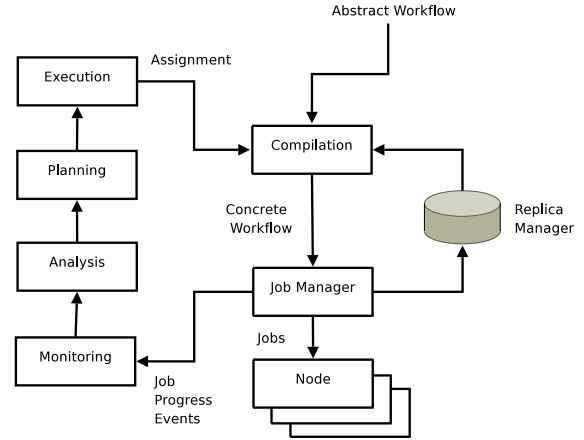 Abstract Workflow
Execution
Assignment
Compilation
Planning
Concrete
Workflow
Replica
Manager
Analysis
Job Manager
Jobs
Monitoring
Node
Job
Progress
Events